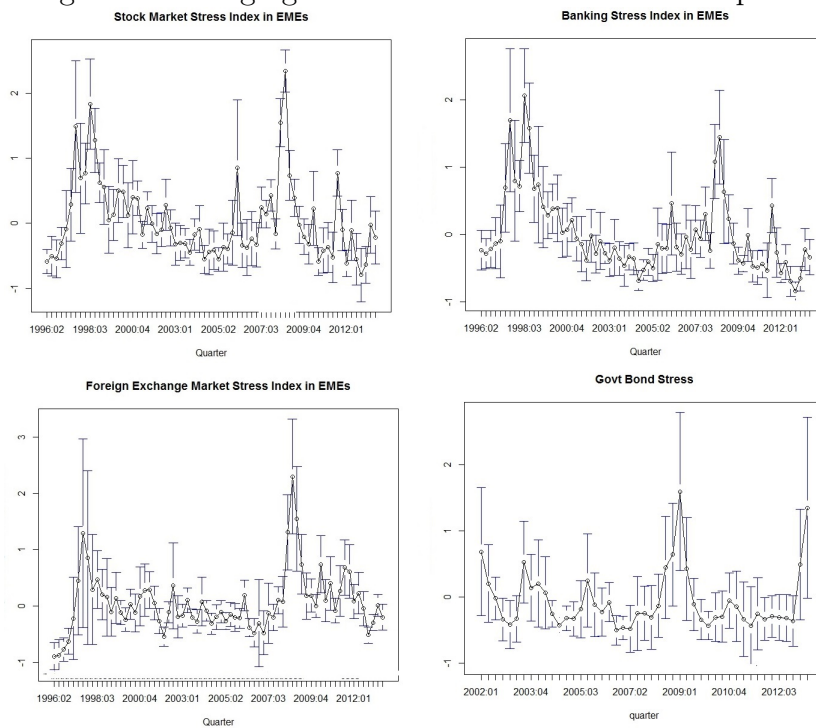 Stock Market Stress Index in EMEs
2
1
0
-1
1996:02 1998:03 2000:04 2003:01 2005:02 2007:03 2009:04 2012:01
Quarter
Banking Stress Index in EMEs
2
1
0
-1
1996:02 1998:03 2000:04 2003:01 2005:02 2007:03 2009:04 2012:01
Quarter
Foreign Exchange Market Stress Index in EMEs
3
2
1
0
-1
1996:02 1998:03 2000:04 2003:01 2005:02 2007:03 2009:04 2012:01
Quarter
Govt Bond Stress
2
1
0
-1
2002:01 2003:04 2005:03 2007:02 2009:01 2010:04 2012:03
quarter